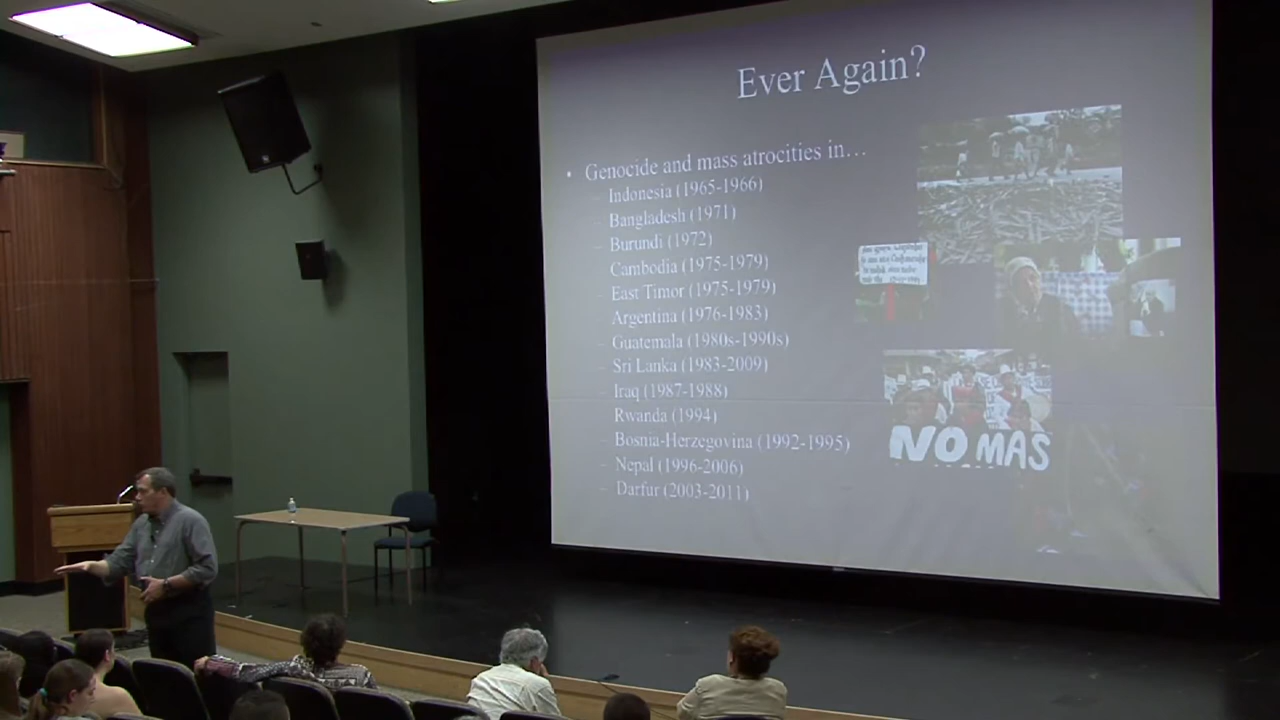 Ever Again?
• Genocide and mass atrocities in…
– Indonesia (1965-1966)
– Bangladesh (1971)
– Burundi (1972)
– Cambodia (1975-1979)
– East Timor (1975-1979)
– Argentina (1976-1983)
– Guatemala (1980s-1990s)
– Sri Lanka (1983-2009)
– Iraq (1987-1988)
– Rwanda (1994)
– Bosnia-Herzegovina (1992-1995)
– Nepal (1996-2006)
– Darfur (2003-2011)
NO MAS